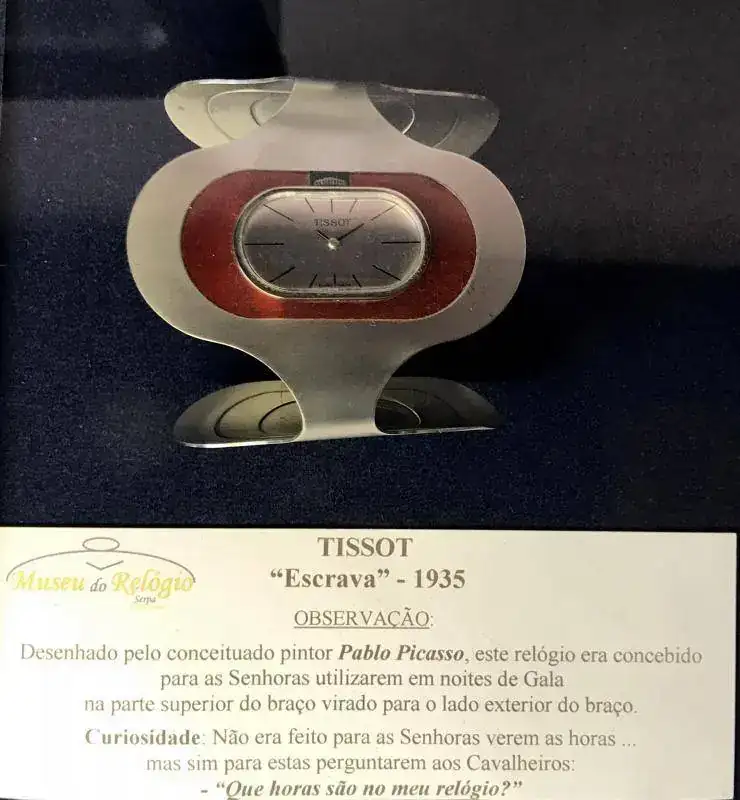 TISSOT
Museu do Relógio
Serpa
TISSOT
“Escrava” - 1935
OBSERVAÇÃO:
Desenhado pelo conceituado pintor Pablo Picasso, este relógio era concebido
para as Senhoras utilizarem em noites de Gala
na parte superior do braço virado para o lado exterior do braço.
Curiosidade: Não era feito para as Senhoras verem as horas ...
mas sim para estas perguntarem aos Cavalheiros:
- “Que horas são no meu relógio?”